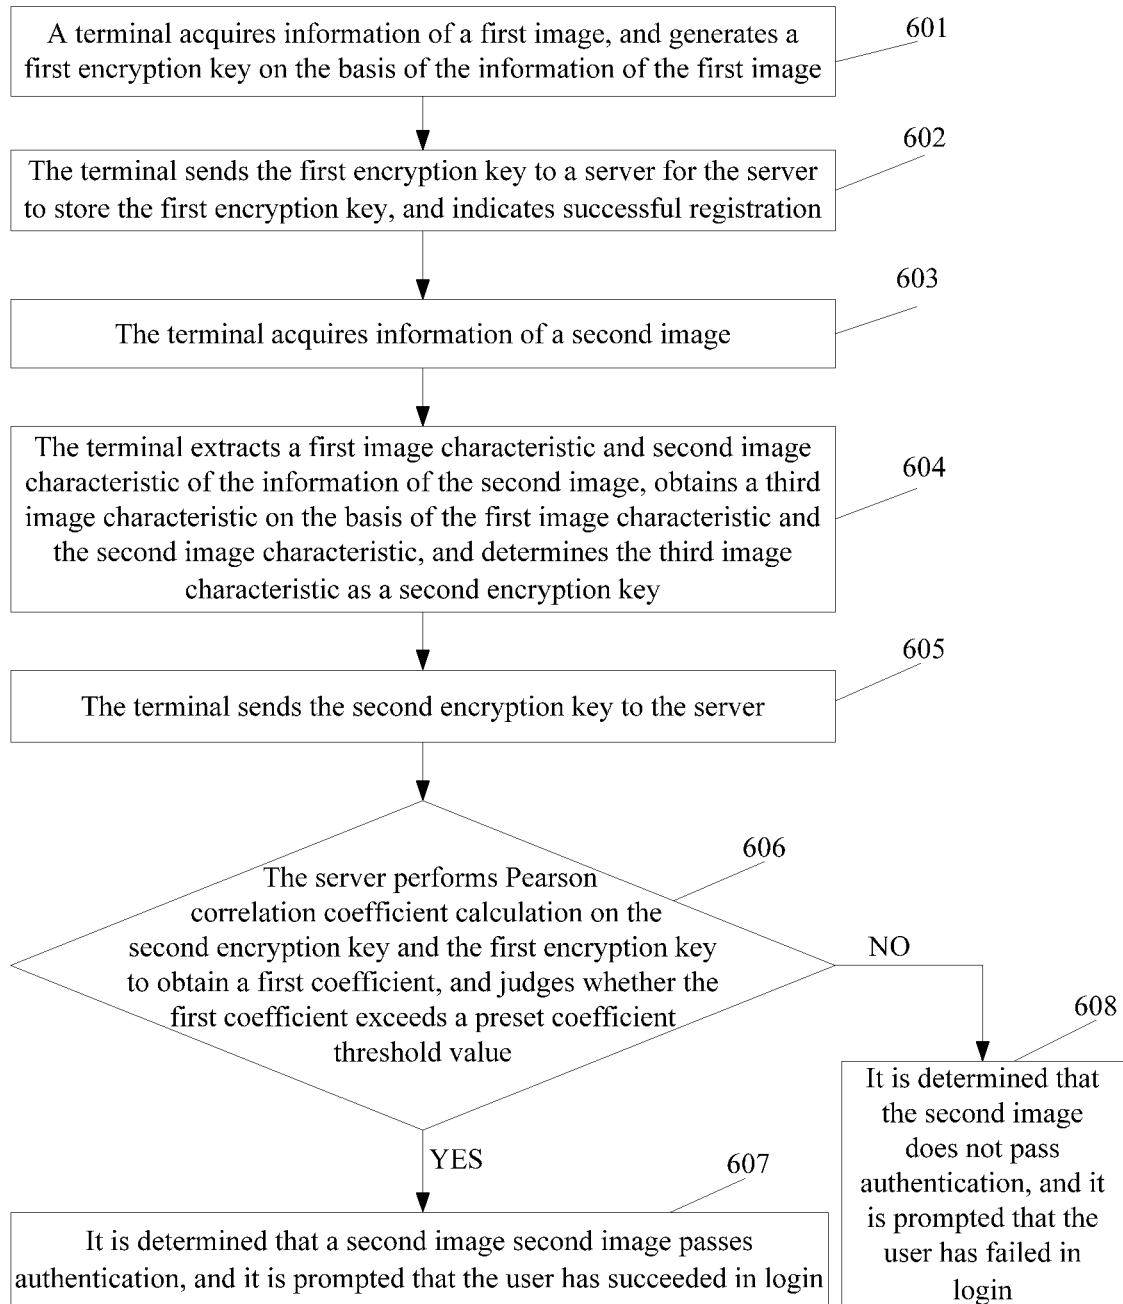 A terminal acquires information of a first image, and generates a
first encryption key on the basis of the information of the first image
601
The terminal sends the first encryption key to a server for the server
to store the first encryption key, and indicates successful registration
602
The terminal acquires information of a second image
603
The terminal extracts a first image characteristic and second image
characteristic of the information of the second image, obtains a third
image characteristic on the basis of the first image characteristic and
the second image characteristic, and determines the third image
characteristic as a second encryption key
604
The terminal sends the second encryption key to the server
605
The server performs Pearson
correlation coefficient calculation on the
second encryption key and the first encryption key
to obtain a first coefficient, and judges whether the
first coefficient exceeds a preset coefficient
threshold value
606
NO
YES
It is determined that a second image second image passes
authentication, and it is prompted that the user has succeeded in login
607
It is determined that
the second image
does not pass
authentication, and it
is prompted that the
user has failed in
login
608